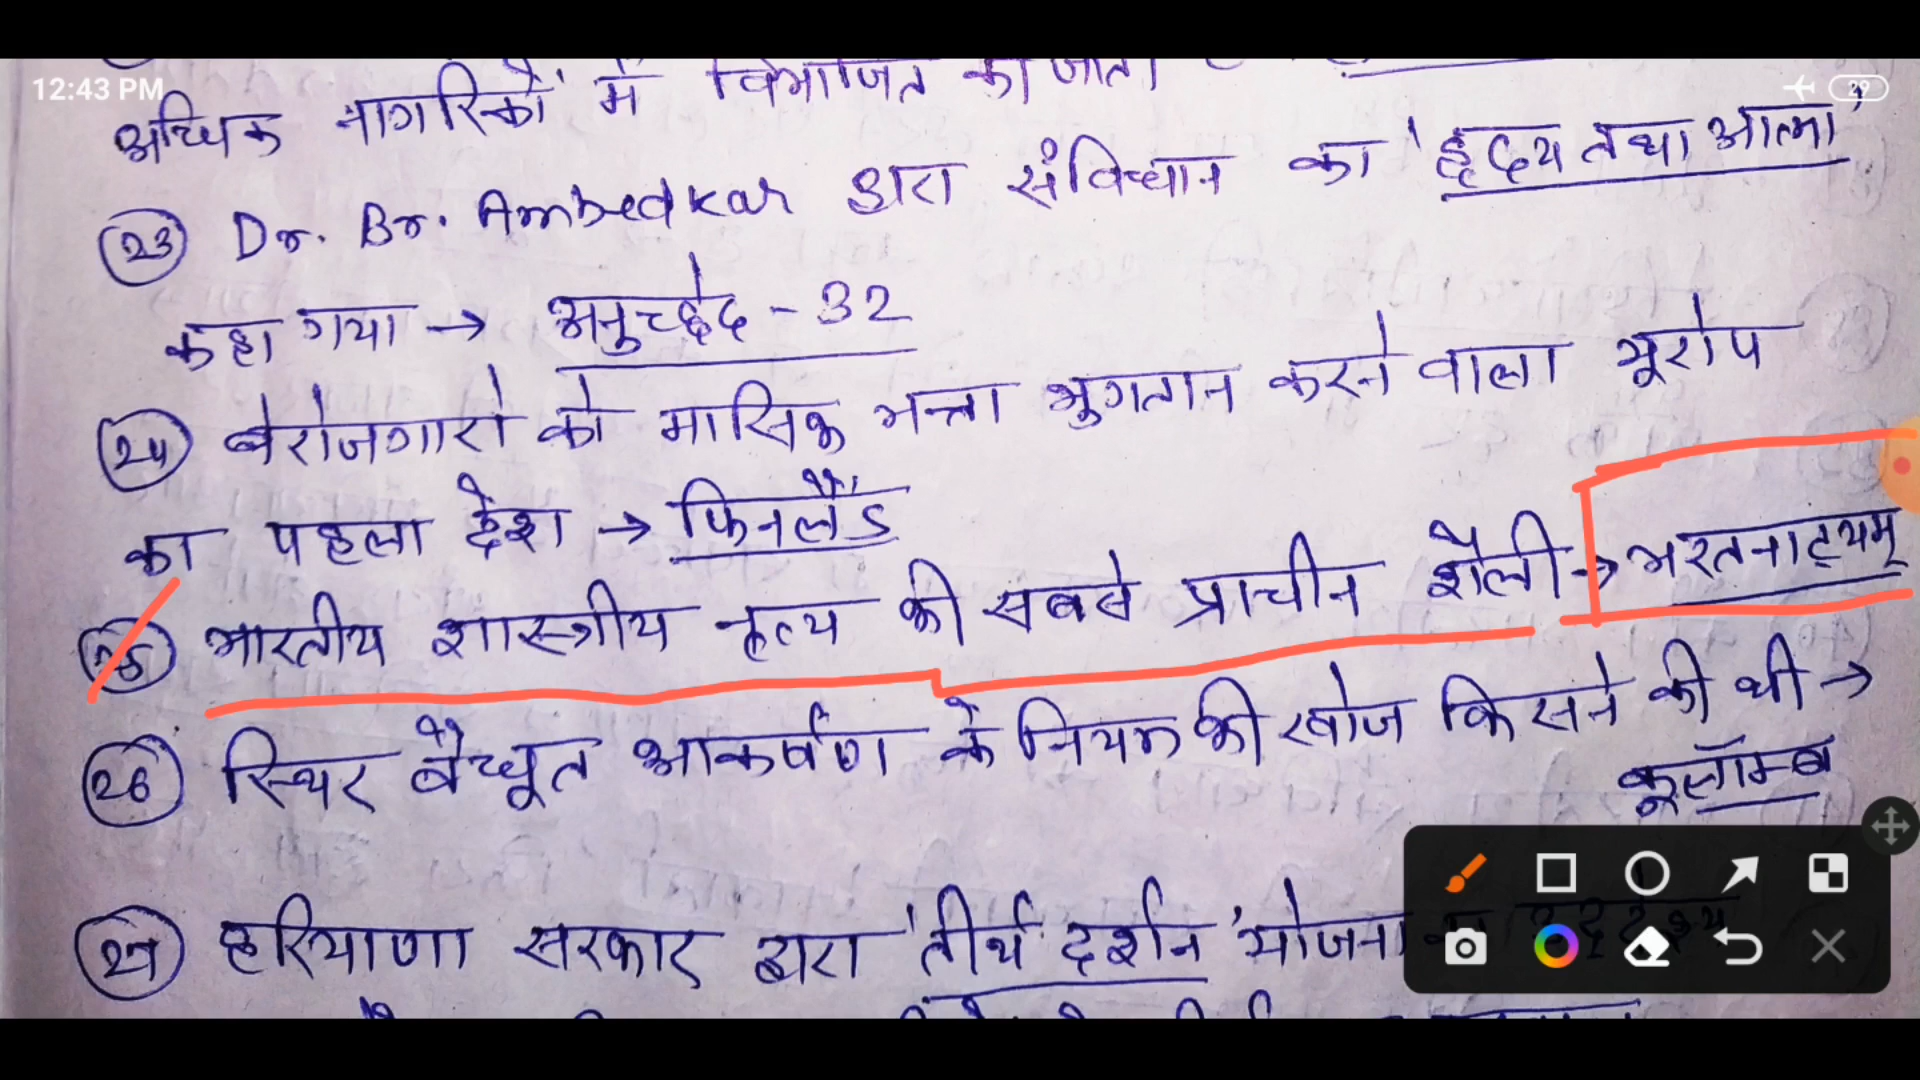 12:43 PM
29
अधिक नागरिकों' में विभाजित की जाता
(23) Dr. Br. Ambedkar द्वारा संविधान का 'हृदय तथा आत्मा'
कहा गया → अनुच्छेद - 32
(24) बेरोजगारो को मासिक भत्ता भुगतान करने वाला यूरोप
का पहला देश → फिनलैंड
(25) भारतीय शास्त्रीय नृत्य की सबसे प्राचीन शैली → भरतनाट्यम्
(26) स्थिर वैधूत आकर्षण के नियम की खोज किसने की थी →
कूलॉम्ब
(27) हरियाणा सरकार द्वारा 'तीर्थ दर्शन' योजना